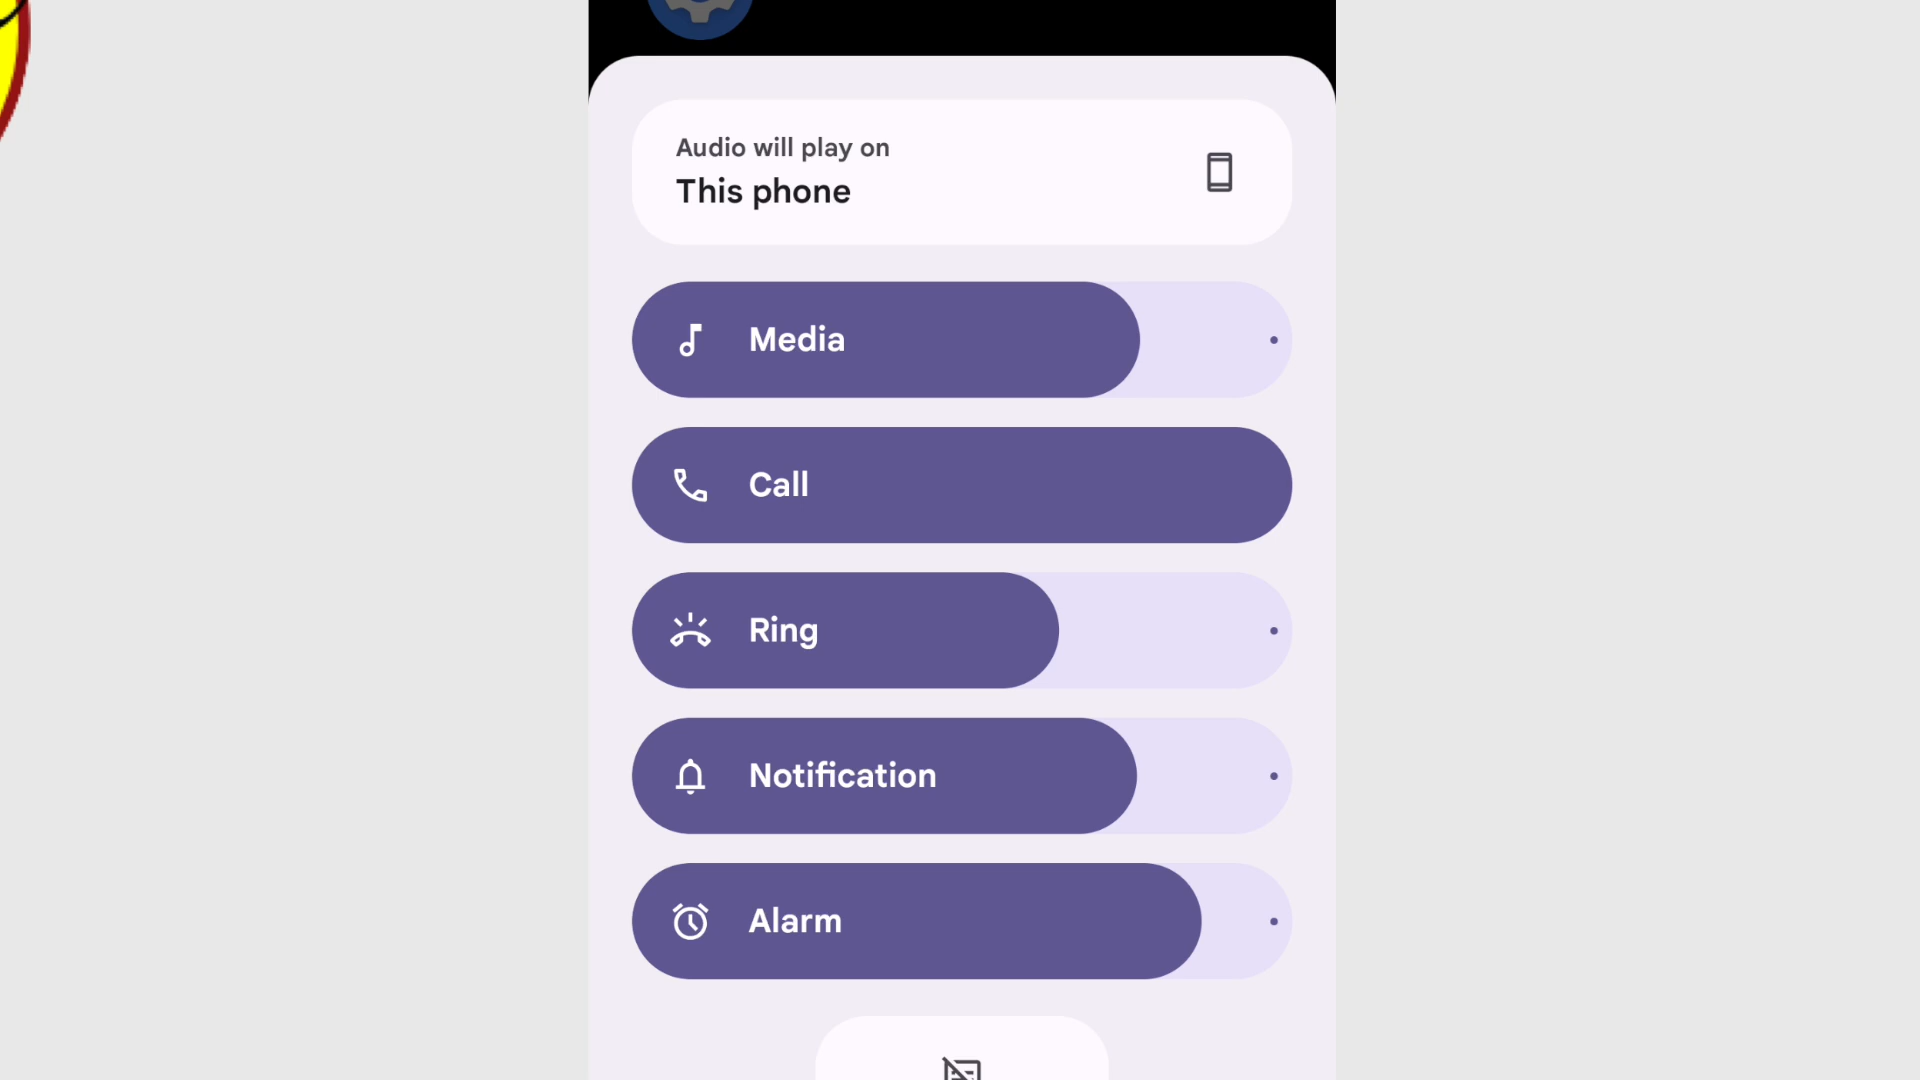 Audio will play on
This phone
Media
Call
Ring
Notification
Alarm